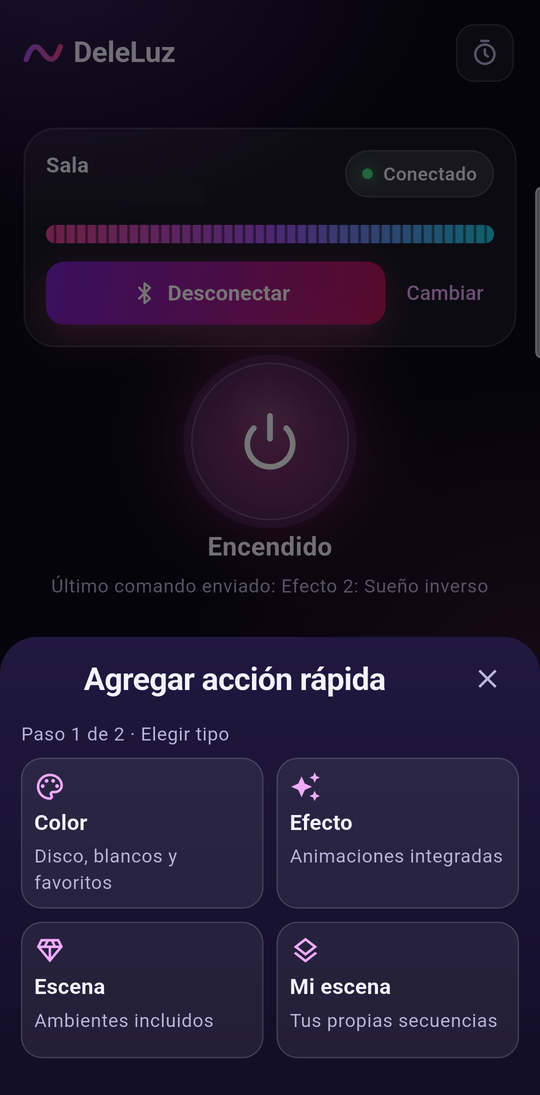 DeleLuz
Sala
Conectado
Desconectar
Cambiar
Encendido
Último comando enviado: Efecto 2: Sueño inverso
Agregar acción rápida
Paso 1 de 2 · Elegir tipo
Color
Disco, blancos y
favoritos
Efecto
Animaciones integradas
Escena
Ambientes incluidos
Mi escena
Tus propias secuencias